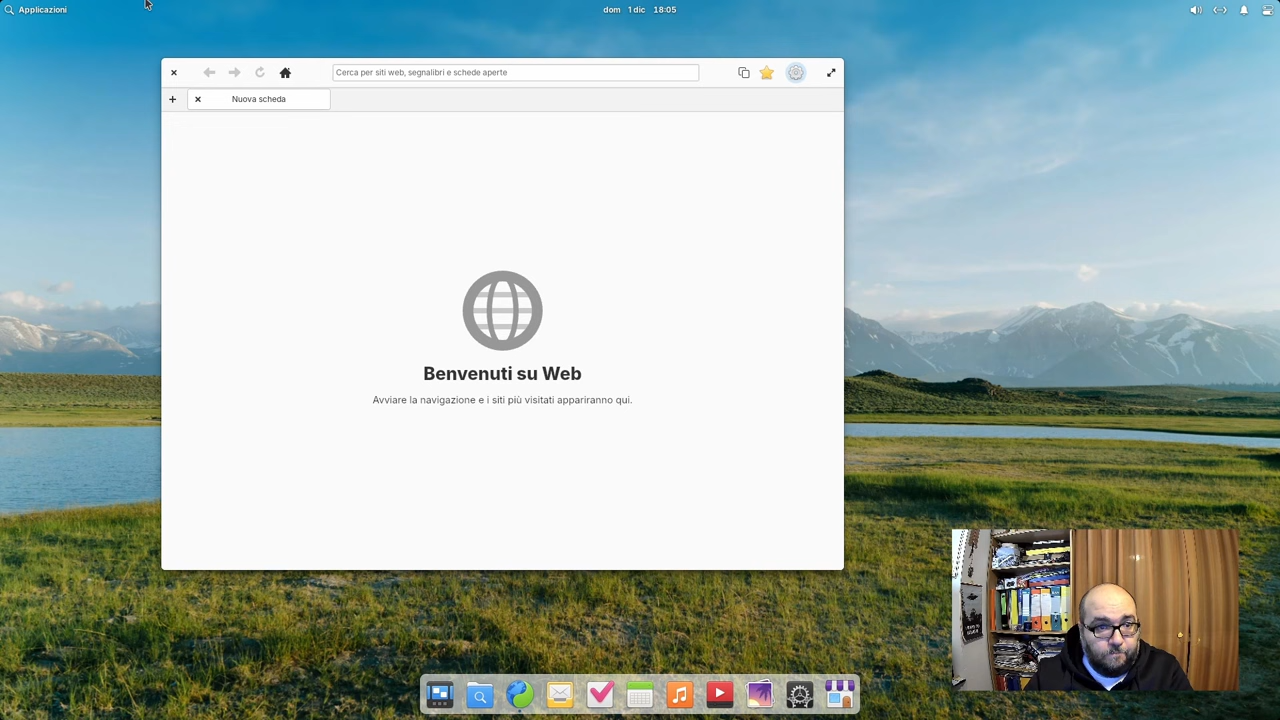 Applicazioni
dom 1 dic 18:05
Cerca per siti web, segnalibri e schede aperte
Nuova scheda
Benvenuti su Web
Avviare la navigazione e i siti più visitati appariranno qui.